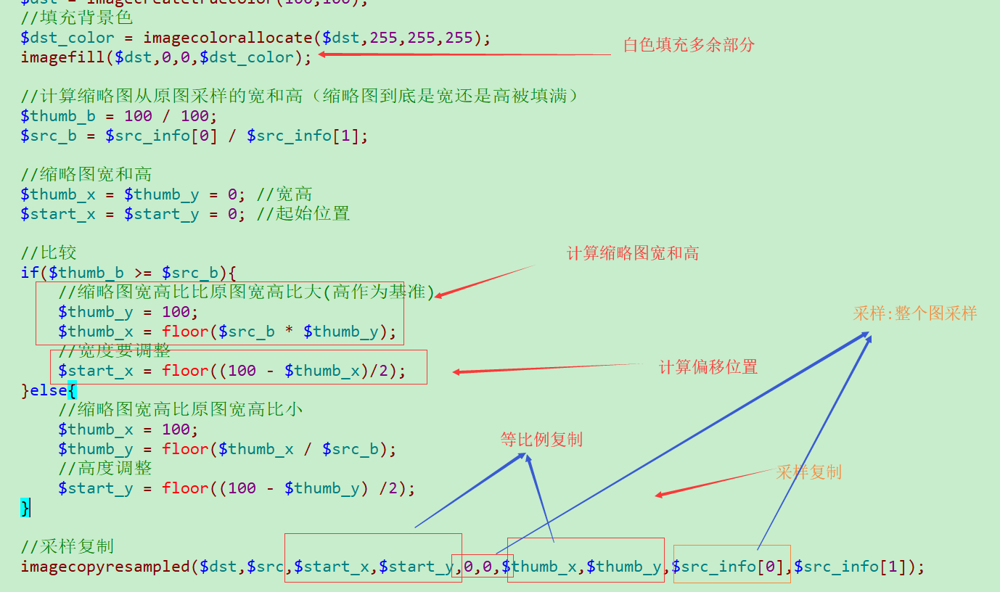 $dst = imagecreatetruecolor(100,100);
//填充背景色
$dst_color = imagecolorallocate($dst,255,255,255);
白色填充多余部分
imagefill($dst,0,0,$dst_color);
//计算缩略图从原图采样的宽和高（缩略图到底是宽还是高被填满）
$thumb_b = 100 / 100;
$src_b = $src_info[0] / $src_info[1];
//缩略图宽和高
$thumb_x = $thumb_y = 0; //宽高
$start_x = $start_y = 0; //起始位置
//比较
计算缩略图宽和高
if($thumb_b >= $src_b){
//缩略图宽高比比原图宽高比大(高作为基准)
$thumb_y = 100;
采样:整个图采样
$thumb_x = floor($src_b * $thumb_y);
//宽度要调整
$start_x = floor((100 - $thumb_x)/2);
计算偏移位置
}else{
//缩略图宽高比原图宽高比小
$thumb_x = 100;
等比例复制
$thumb_y = floor($thumb_x / $src_b);
//高度调整
采样复制
$start_y = floor((100 - $thumb_y) /2);
}
//采样复制
imagecopyresampled($dst,$src,$start_x,$start_y,0,0,$thumb_x,$thumb_y,$src_info[0],$src_info[1]);